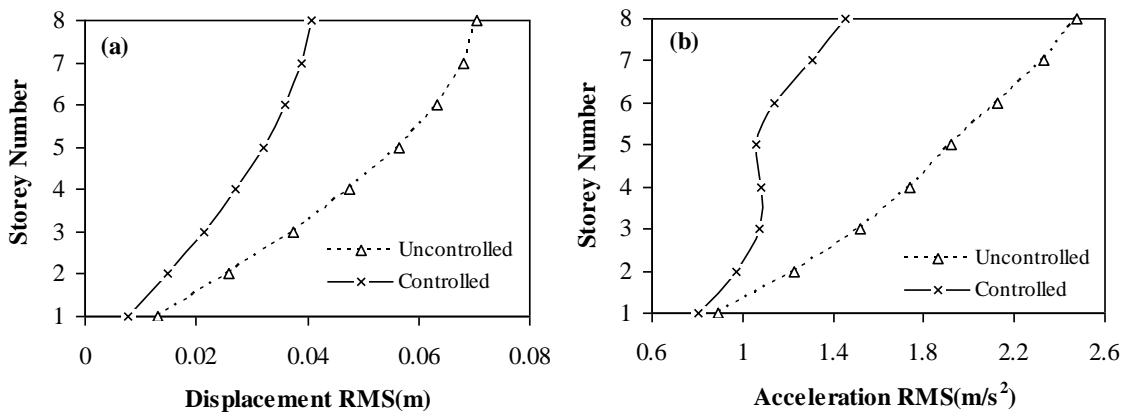 (a)
Storey Number
8
7
6
5
4
3
2
1
Uncontrolled
Controlled
0
0.02
0.04
0.06
0.08
Displacement RMS(m)
(b)
Storey Number
8
7
6
5
4
3
2
1
Uncontrolled
Controlled
0.6
1
1.4
1.8
2.2
2.6
Acceleration RMS(m/s²)